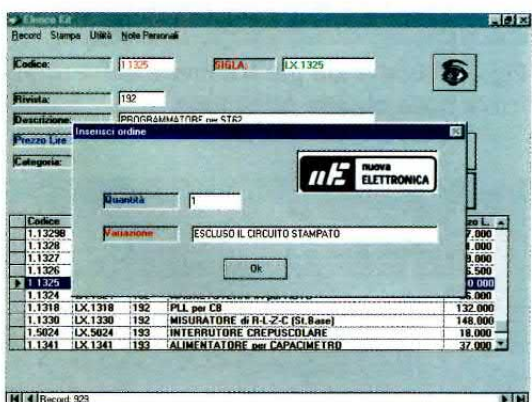 Elenco Kit
Record Stampa Utilità Note Personali
Codice: 1.1325 SIGLA: LX.1325
Rivista: 192
Descrizione: PROGRAMMATORE per ST62
Inserisci ordine
Prezzo Lire
Categoria:
nE nuova ELETTRONICA
Quantità 1
Variazione ESCLUSO IL CIRCUITO STAMPATO
Ok
Codice
1.1329B
1.1328
1.1327
1.1326
1.1325
1.1324
1.1318 LX.1318 192 PLL per CB 132.000
1.1330 LX.1330 192 MISURATORE di R-L-Z-C (St.Base) 148.000
1.5024 LX.5024 193 INTERRUTORE CREPUSCOLARE 18.000
1.1341 LX.1341 193 ALIMENTATORE per CAPACIMETRO 37.000
Record: 929